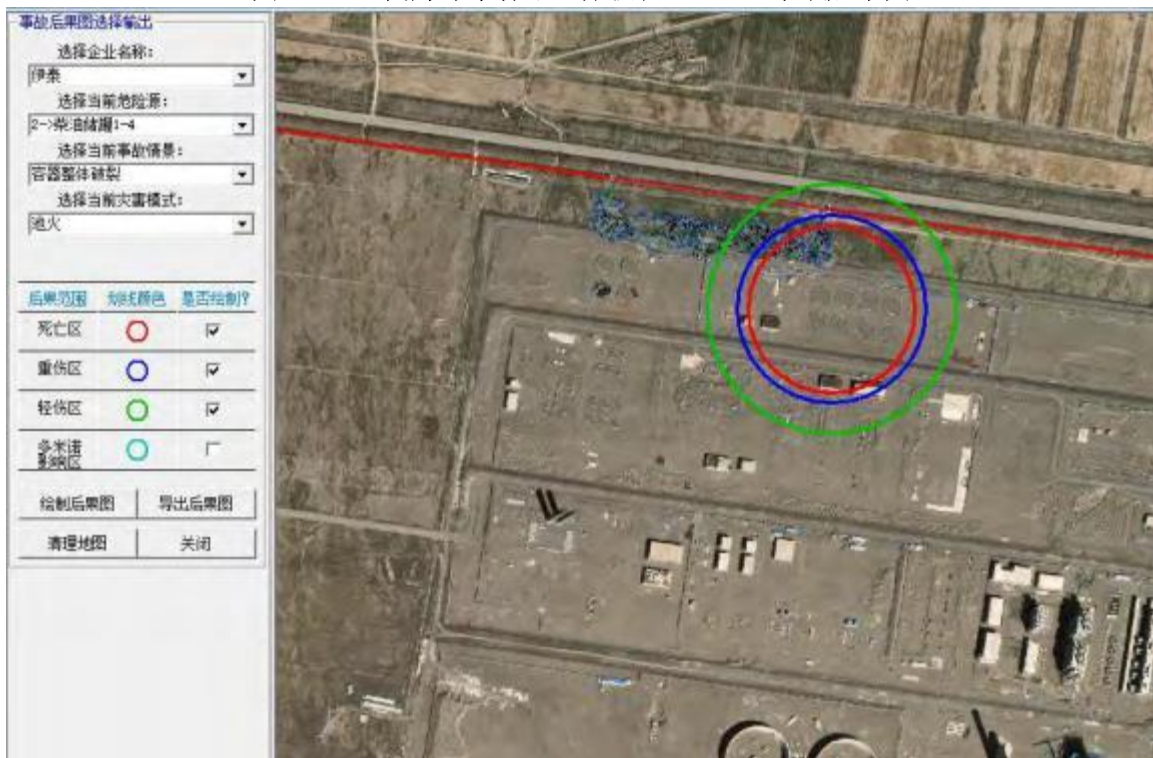 事故后果图选择输出
选择企业名称:
伊泰
选择当前危险源:
2->柴油储罐1-4
选择当前事故情景:
容器整体破裂
选择当前灾害模式:
池火
后果范围 划线颜色 是否绘制?
死亡区
重伤区
轻伤区
多米诺
影响区
绘制后果图 导出后果图
清理地图 关闭